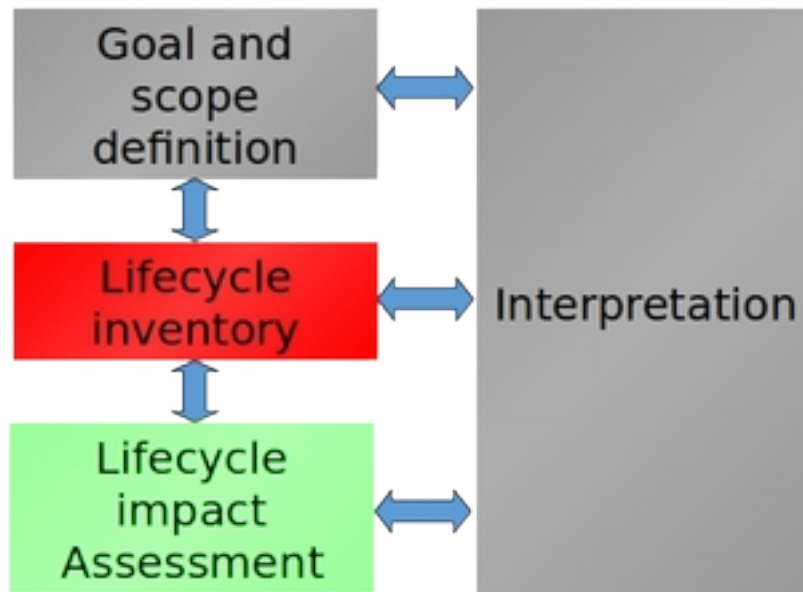 Goal and
scope
definition
Lifecycle
inventory
Interpretation
Lifecycle
impact
Assessment